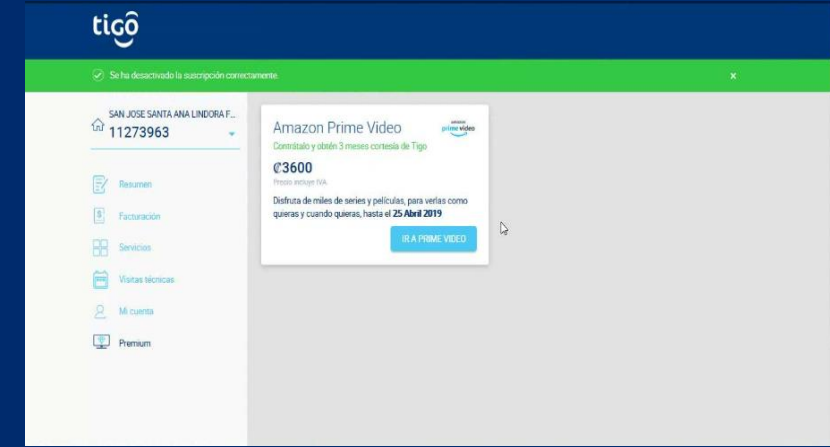 tigô
Se ha desactivado la suscripción correctamente.
x
SAN JOSE SANTA ANA LINDORA F...
11273963
Resumen
Facturación
Servicios
Visitas técnicas
Mi cuenta
Premium
Amazon Prime Video
amazon
prime video
Contrátalo y obtén 3 meses cortesía de Tigo
₡3600
Precio incluye IVA
Disfruta de miles de series y películas, para verlas como
quieras y cuando quieras, hasta el 25 Abril 2019
IR A PRIME VIDEO